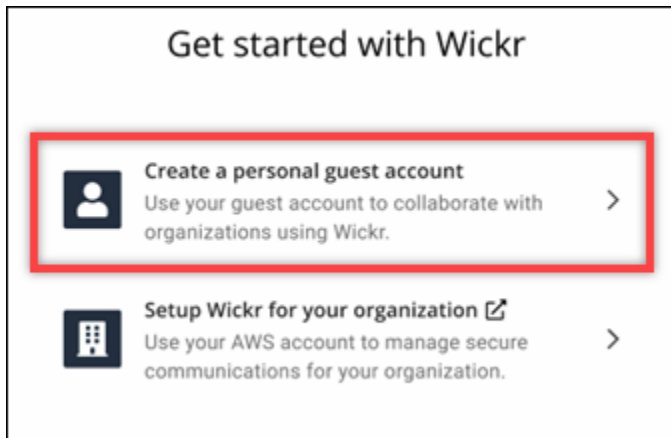 Get started with Wickr
Create a personal guest account
Use your guest account to collaborate with
organizations using Wickr.
Setup Wickr for your organization
Use your AWS account to manage secure
communications for your organization.